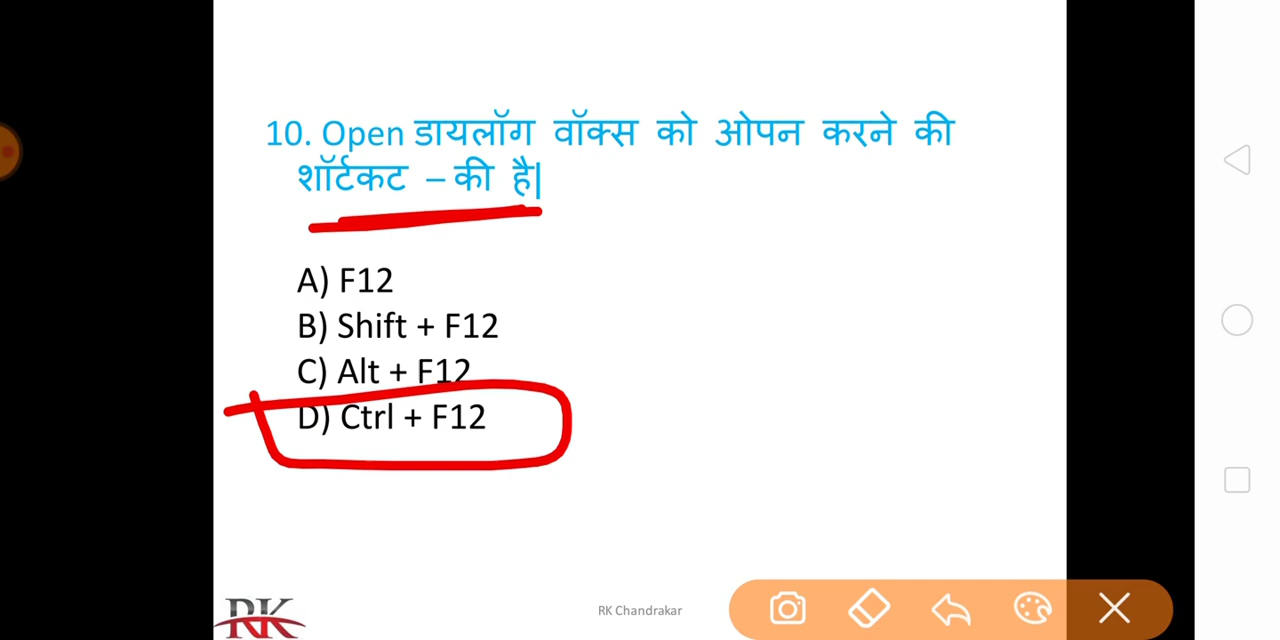 10. Open डायलॉग वॉक्स को ओपन करने की
शॉर्टकट – की है|
A) F12
B) Shift + F12
C) Alt + F12
D) Ctrl + F12
RK
RK Chandrakar